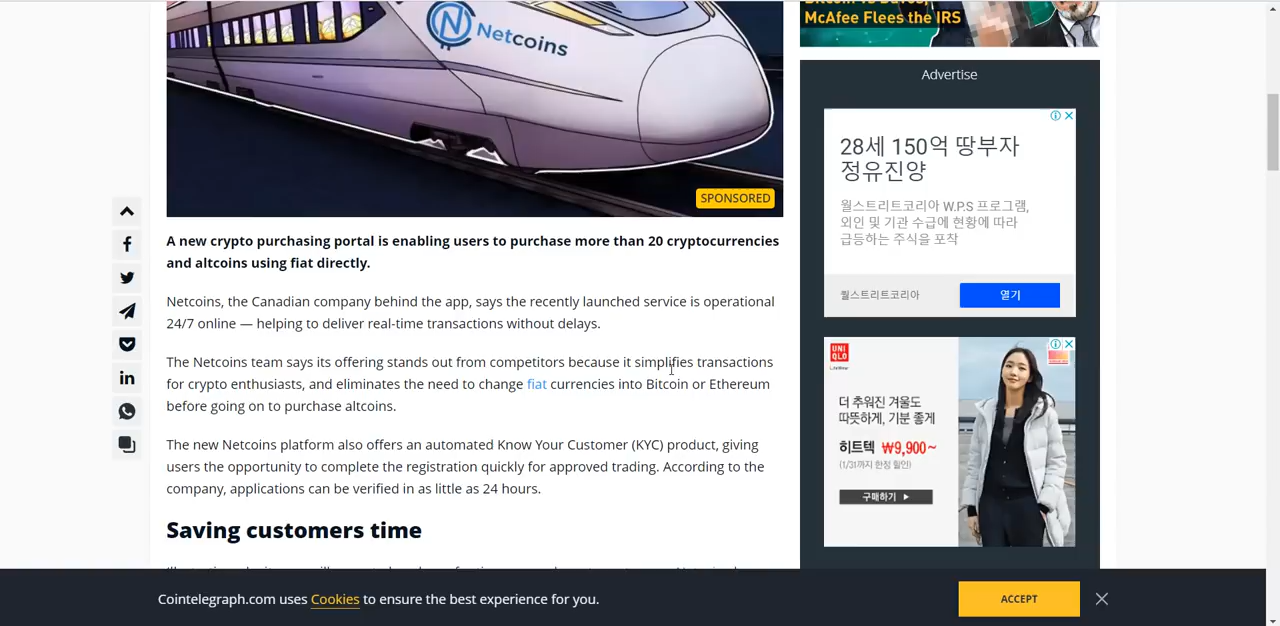 Netcoins
SPONSORED
A new crypto purchasing portal is enabling users to purchase more than 20 cryptocurrencies
and altcoins using fiat directly.
Netcoins, the Canadian company behind the app, says the recently launched service is operational
24/7 online — helping to deliver real-time transactions without delays.
The Netcoins team says its offering stands out from competitors because it simplifies transactions
for crypto enthusiasts, and eliminates the need to change fiat currencies into Bitcoin or Ethereum
before going on to purchase altcoins.
The new Netcoins platform also offers an automated Know Your Customer (KYC) product, giving
users the opportunity to complete the registration quickly for approved trading. According to the
company, applications can be verified in as little as 24 hours.
Saving customers time
McAfee Flees the IRS
Advertise
28세 150억 땅부자
정유진양
월스트리트코리아 W.P.S 프로그램,
외인 및 기관 수급에 현황에 따라
급등하는 주식을 포착
월스트리트코리아
열기
UNI
QLO
LifeWear
더 추워진 겨울도
따뜻하게, 기분 좋게
히트텍 ₩9,900~
(1/31까지 한정 할인)
구매하기
Cointelegraph.com uses Cookies to ensure the best experience for you.
ACCEPT